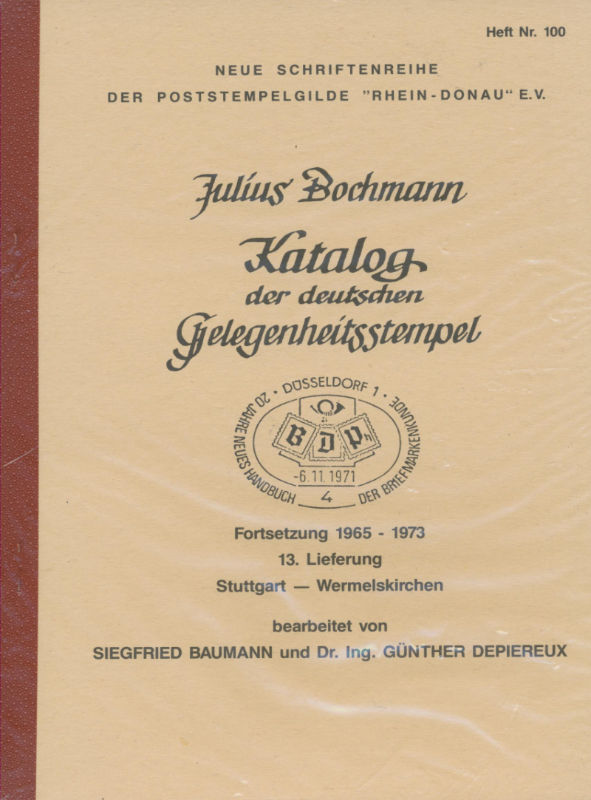 Heft Nr. 100
NEUE SCHRIFTENREIHE
DER POSTSTEMPELGILDE "RHEIN-DONAU" E.V.
Julius Bochmann
Katalog
der deutschen
Gelegenheitsstempel
· DÜSSELDORF 1 ·
20 JAHRE NEUES HANDBUCH
DER BRIEFMARKENKUNDE
B D Ph
-6.11.1971
4
Fortsetzung 1965 - 1973
13. Lieferung
Stuttgart — Wermelskirchen
bearbeitet von
SIEGFRIED BAUMANN und Dr. Ing. GÜNTHER DEPIEREUX